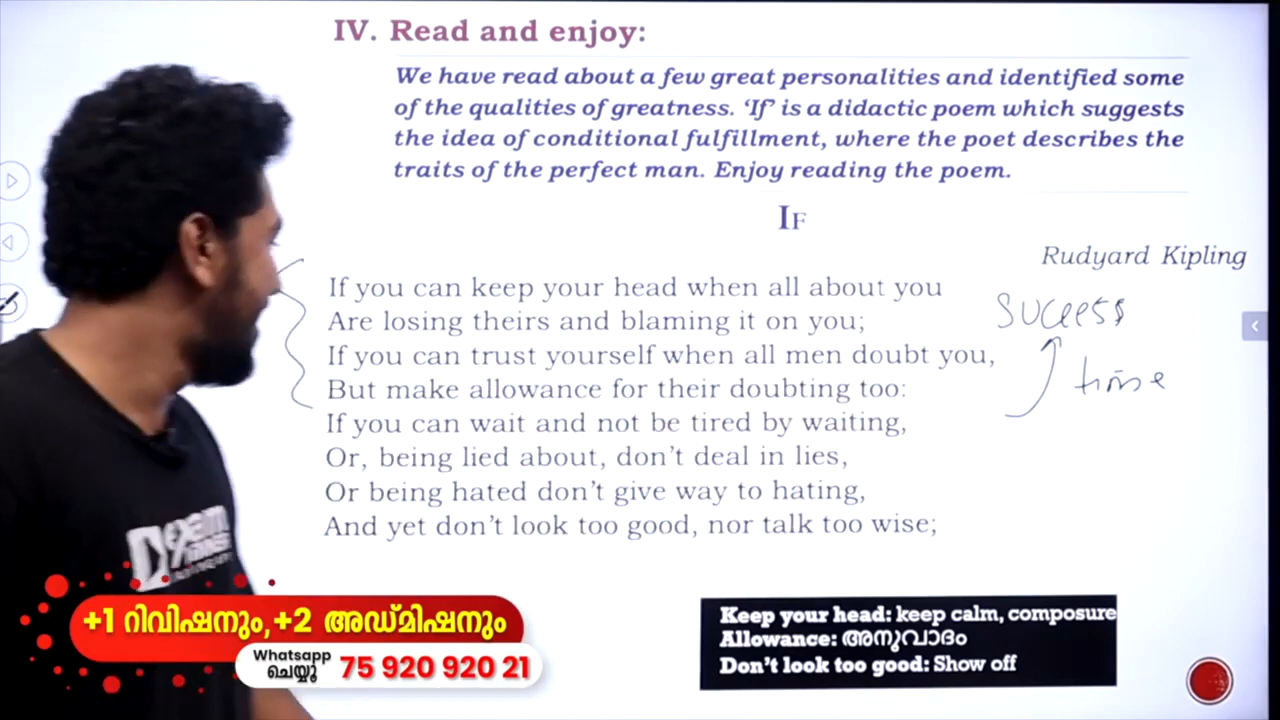 IV. Read and enjoy:
We have read about a few great personalities and identified some
of the qualities of greatness. ‘If’ is a didactic poem which suggests
the idea of conditional fulfillment, where the poet describes the
traits of the perfect man. Enjoy reading the poem.
IF
Rudyard Kipling
If you can keep your head when all about you
Are losing theirs and blaming it on you;
If you can trust yourself when all men doubt you,
But make allowance for their doubting too:
If you can wait and not be tired by waiting,
Or, being lied about, don’t deal in lies,
Or being hated don’t give way to hating,
And yet don’t look too good, nor talk too wise;
time
Keep your head: keep calm, composure
Allowance: അനുവാദം
Don’t look too good: Show off
+1 റിവിഷനും,+2 അഡ്മിഷനും
Whatsapp
ചെയ്യൂ
75 920 920 21